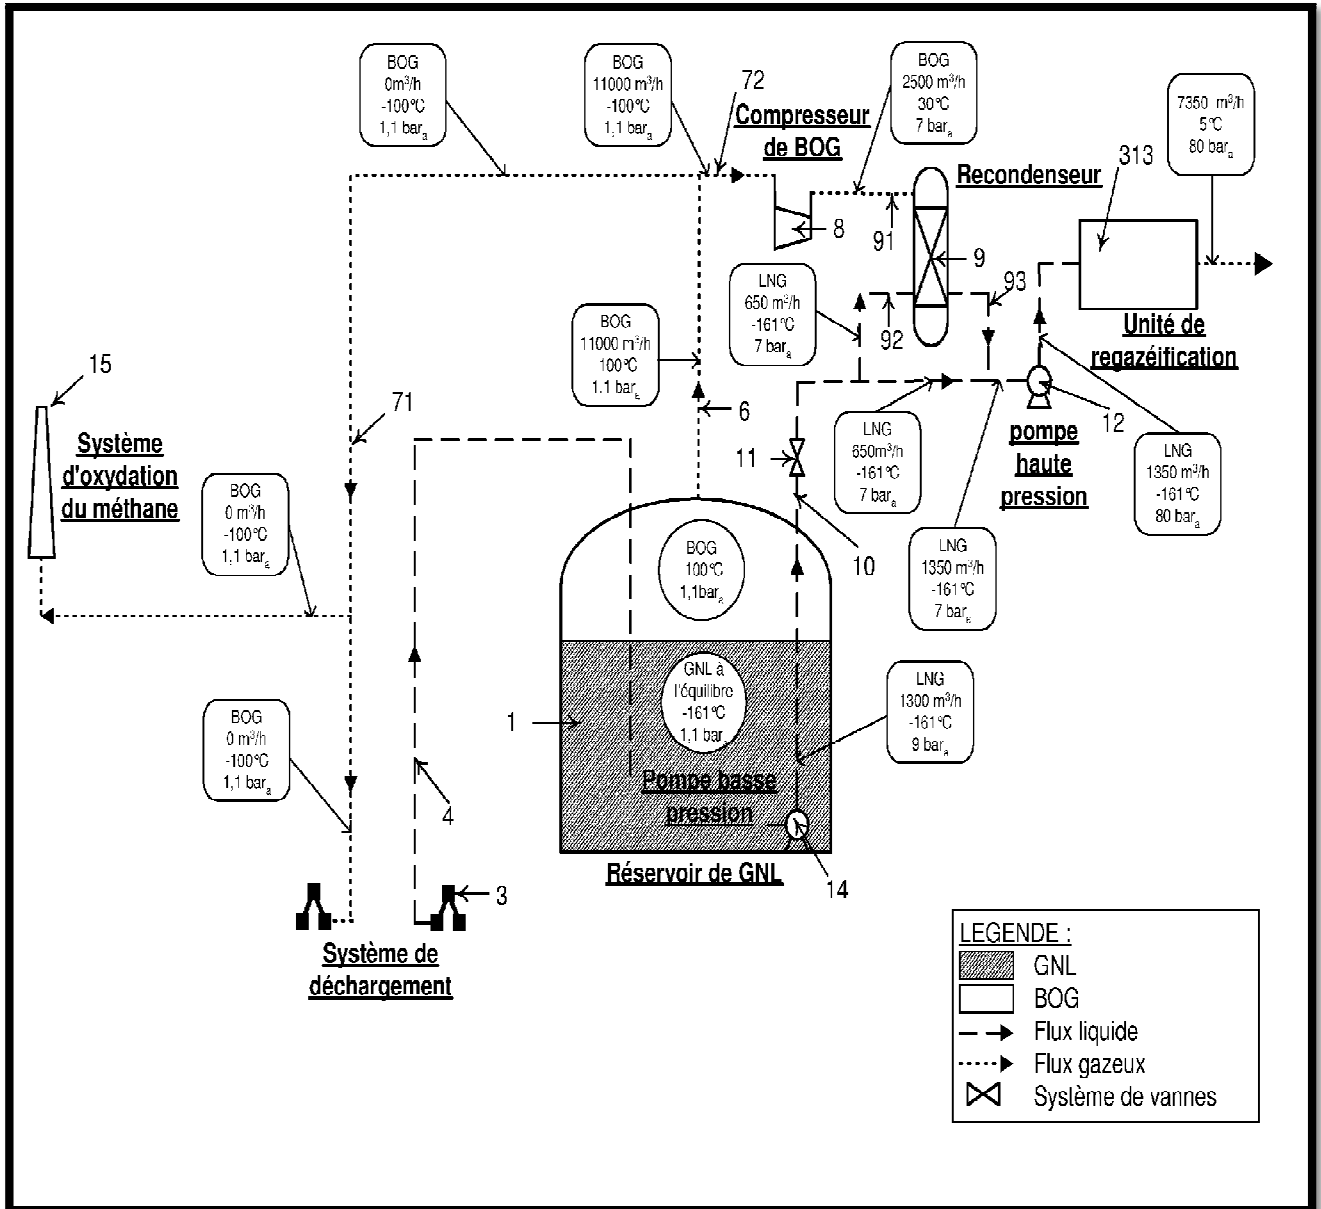 BOG
0m³/h
-100°C
1,1 barₐ
BOG
11000 m³/h
-100°C
1,1 barₐ
72
Compresseur
de BOG
BOG
2500 m³/h
30°C
7 barₐ
7350 m³/h
5°C
80 barₐ
313
Recondenseur
8
91
9
93
92
LNG
650 m³/h
-161°C
7 barₐ
Unité de
regazéification
BOG
11000 m³/h
100°C
1.1 barₐ
15
71
6
11
12
Système
d'oxydation
du méthane
LNG
650m³/h
-161°C
7 barₐ
pompe
haute
pression
LNG
1350 m³/h
-161°C
80 barₐ
BOG
0 m³/h
-100°C
1,1 barₐ
10
LNG
1350 m³/h
-161°C
7 barₐ
BOG
100°C
1,1barₐ
GNL à
l'équilibre
-161°C
1,1 barₐ
LNG
1300 m³/h
-161°C
9 barₐ
1
BOG
0 m³/h
-100°C
1,1 barₐ
4
Pompe basse
pression
Réservoir de GNL
14
3
Système de
déchargement
LEGENDE :
GNL
BOG
Flux liquide
Flux gazeux
Système de vannes